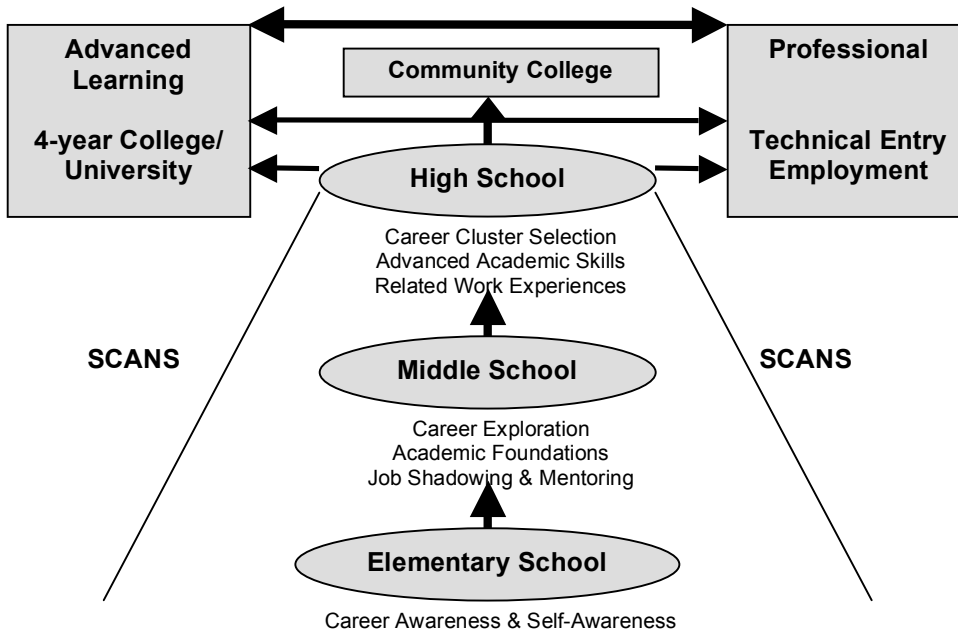 Advanced
Learning
4-year College/
University
Community College
Professional
Technical Entry
Employment
High School
Career Cluster Selection
Advanced Academic Skills
Related Work Experiences
SCANS
SCANS
Middle School
Career Exploration
Academic Foundations
Job Shadowing & Mentoring
Elementary School
Career Awareness & Self-Awareness